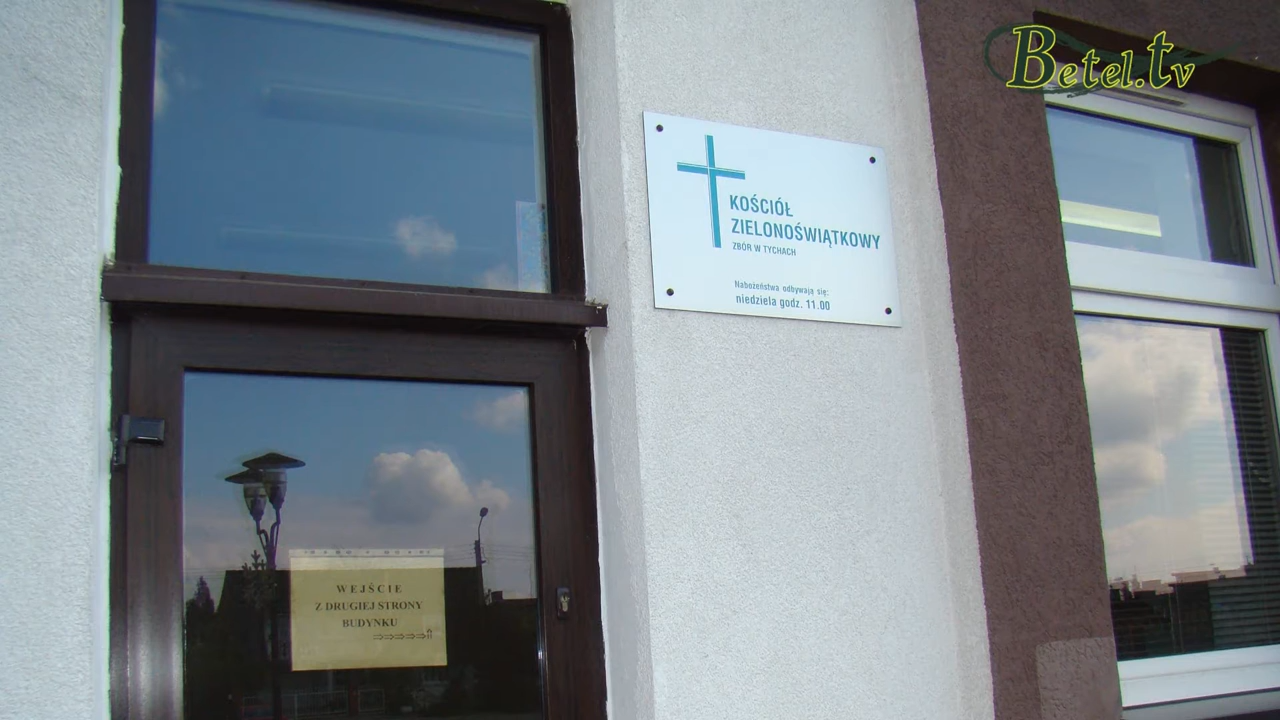 Betel.tv
KOŚCIÓŁ
ZIELONOŚWIĄTKOWY
ZBÓR W TYCHACH
Nabożeństwa odbywają się:
niedziela godz. 11.00
WEJŚCIE
Z DRUGIEJ STRONY
BUDYNKU